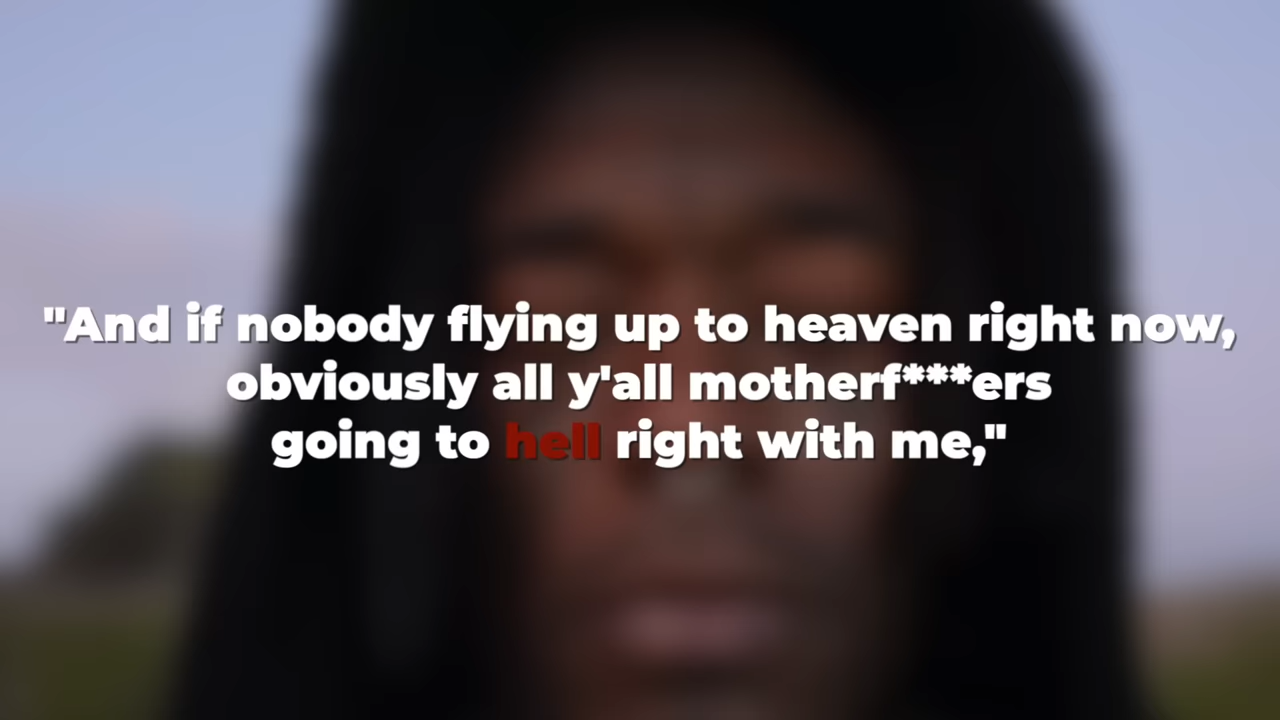 "And if nobody flying up to heaven right now,
obviously all y'all motherf***ers
going to hell right with me,"